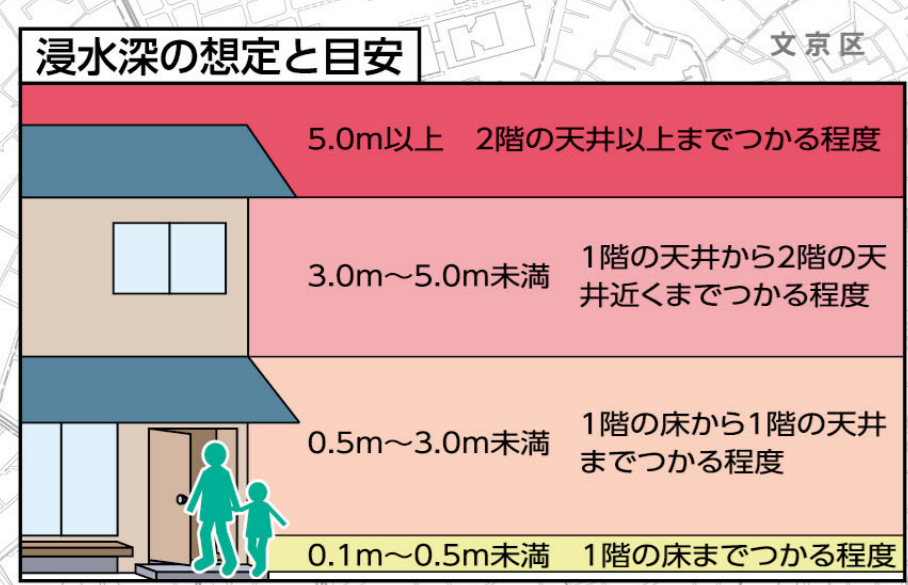 文京区
浸水深の想定と目安
5.0m以上 2階の天井以上までつかる程度
3.0m～5.0m未満 1階の天井から2階の天
井近くまでつかる程度
0.5m～3.0m未満 1階の床から1階の天井
までつかる程度
0.1m～0.5m未満 1階の床までつかる程度